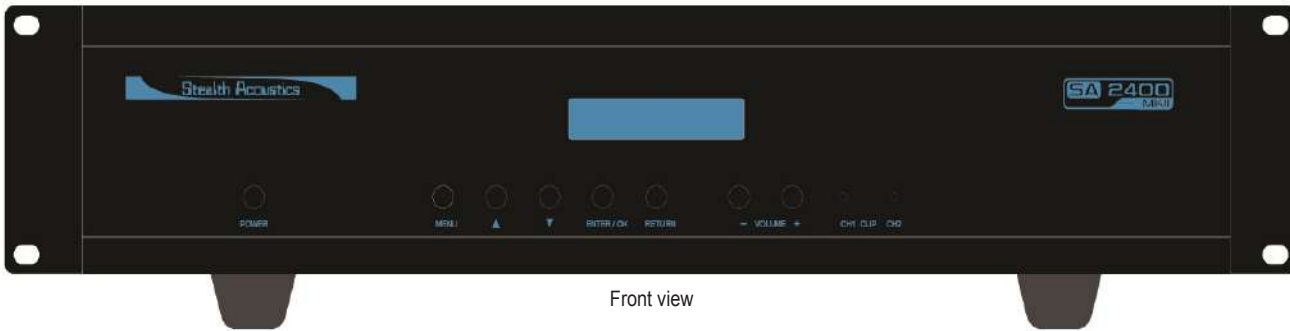 Stealth Acoustics
SA 2400
MKII
POWER
MENU
▲
▼
ENTER / OK
RETURN
− VOLUME +
CH1 CLIP CH2
Front view